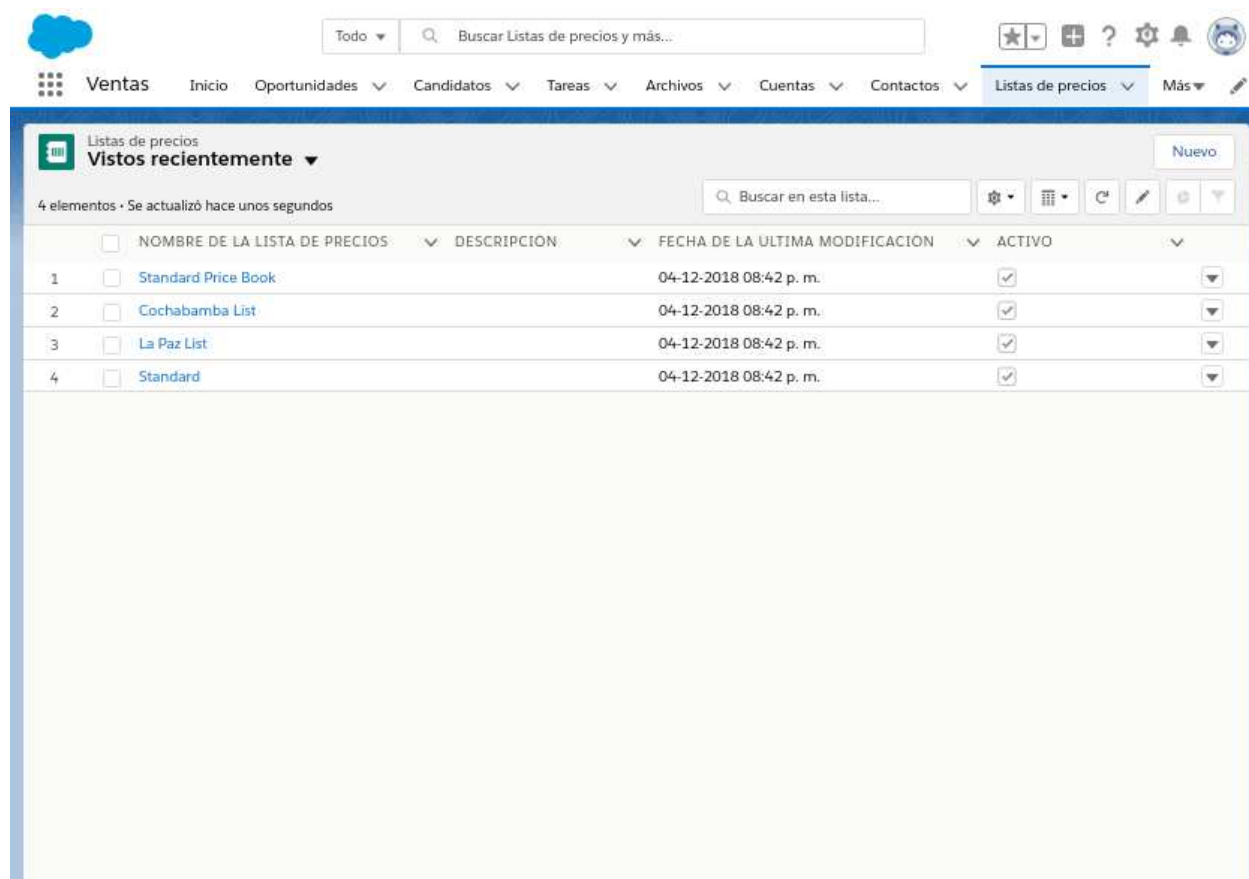 Todo
Buscar Listas de precios y más...
Ventas Inicio Oportunidades Candidatos Tareas Archivos Cuentas Contactos Listas de precios Más
Listas de precios
Vistos recientemente
Nuevo
4 elementos • Se actualizó hace unos segundos
Buscar en esta lista...
NOMBRE DE LA LISTA DE PRECIOS DESCRIPCIÓN FECHA DE LA ÚLTIMA MODIFICACIÓN ACTIVO
1 Standard Price Book 04-12-2018 08:42 p. m.
2 Cochabamba List 04-12-2018 08:42 p. m.
3 La Paz List 04-12-2018 08:42 p. m.
4 Standard 04-12-2018 08:42 p. m.